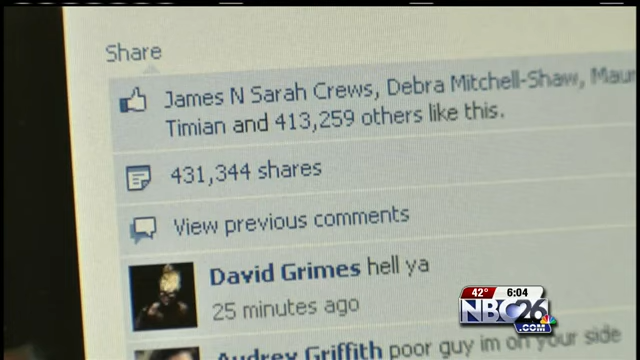 Share
James N Sarah Crews, Debra Mitchell-Shaw, Maur
Timian and 413,259 others like this.
431,344 shares
View previous comments
David Grimes hell ya
25 minutes ago
Audrey Griffith poor guy im on your side
42° 6:04
NBC26
.COM